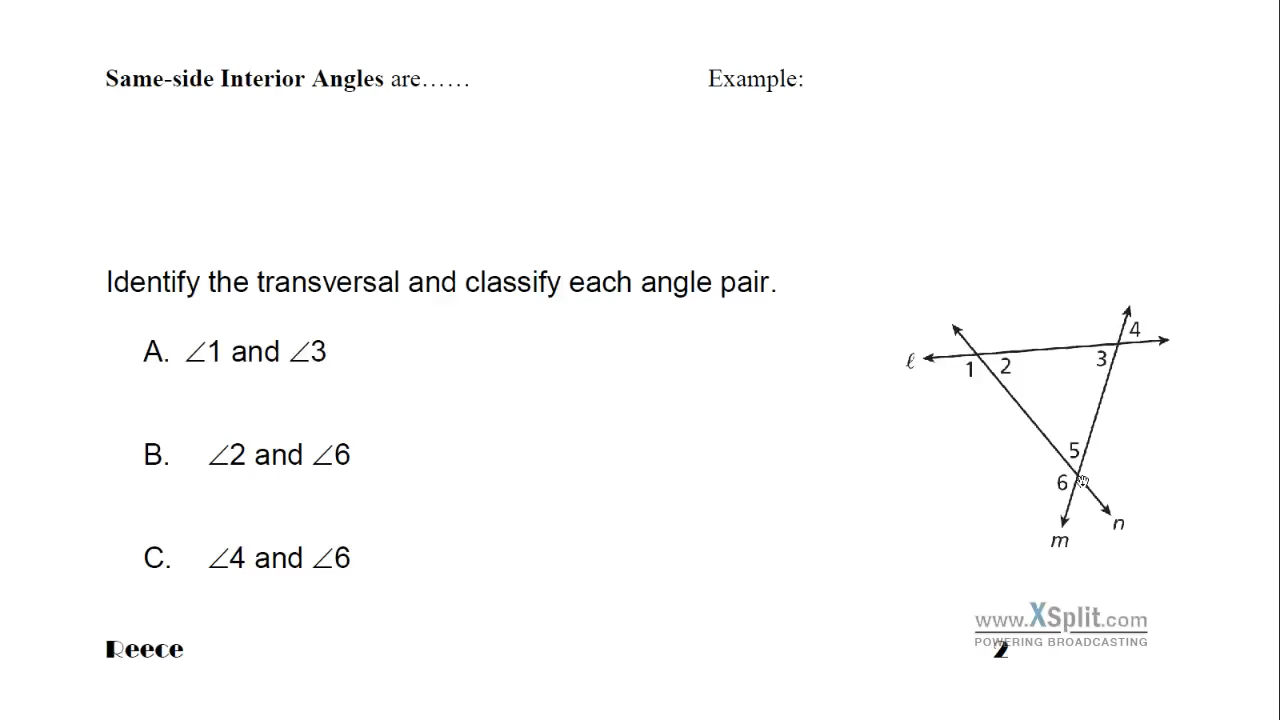 Same-side Interior Angles are…… Example:
Identify the transversal and classify each angle pair.
A. ∠1 and ∠3
B. ∠2 and ∠6
C. ∠4 and ∠6
4
ℓ
1 2 3
5
6
n
m
www.XSplit.com
POWERING BROADCASTING
Reece 2